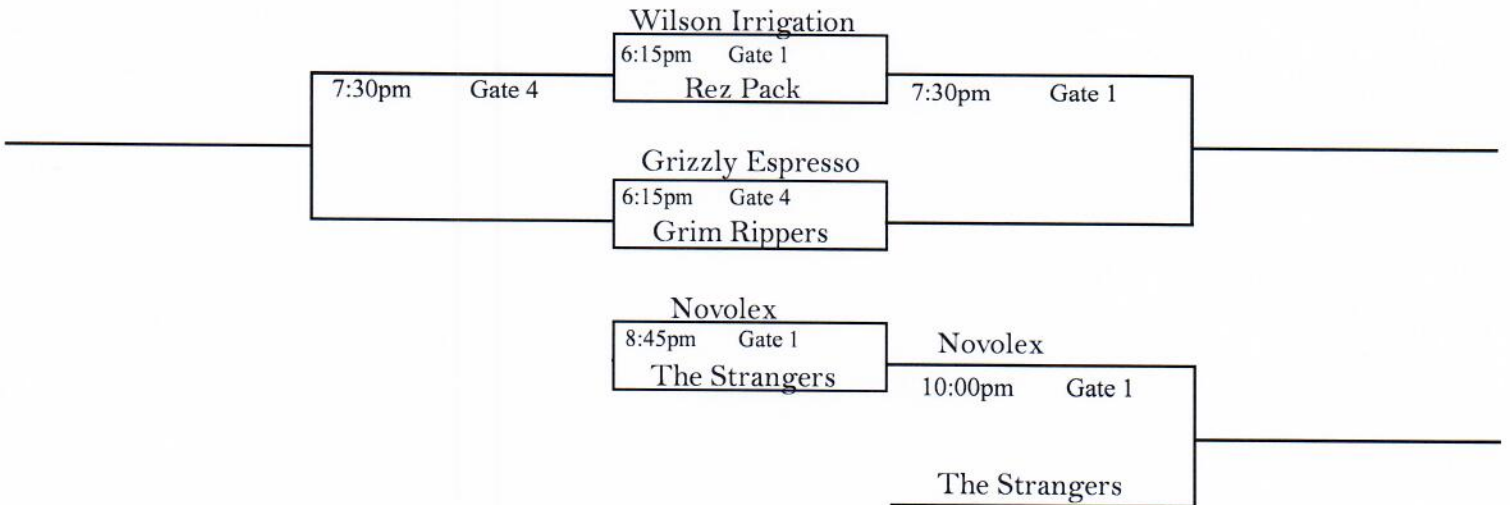 Wilson Irrigation
6:15pm Gate 1
7:30pm Gate 4
Rez Pack
7:30pm Gate 1
Grizzly Espresso
6:15pm Gate 4
Grim Rippers
Novolex
8:45pm Gate 1
Novolex
The Strangers
10:00pm Gate 1
The Strangers